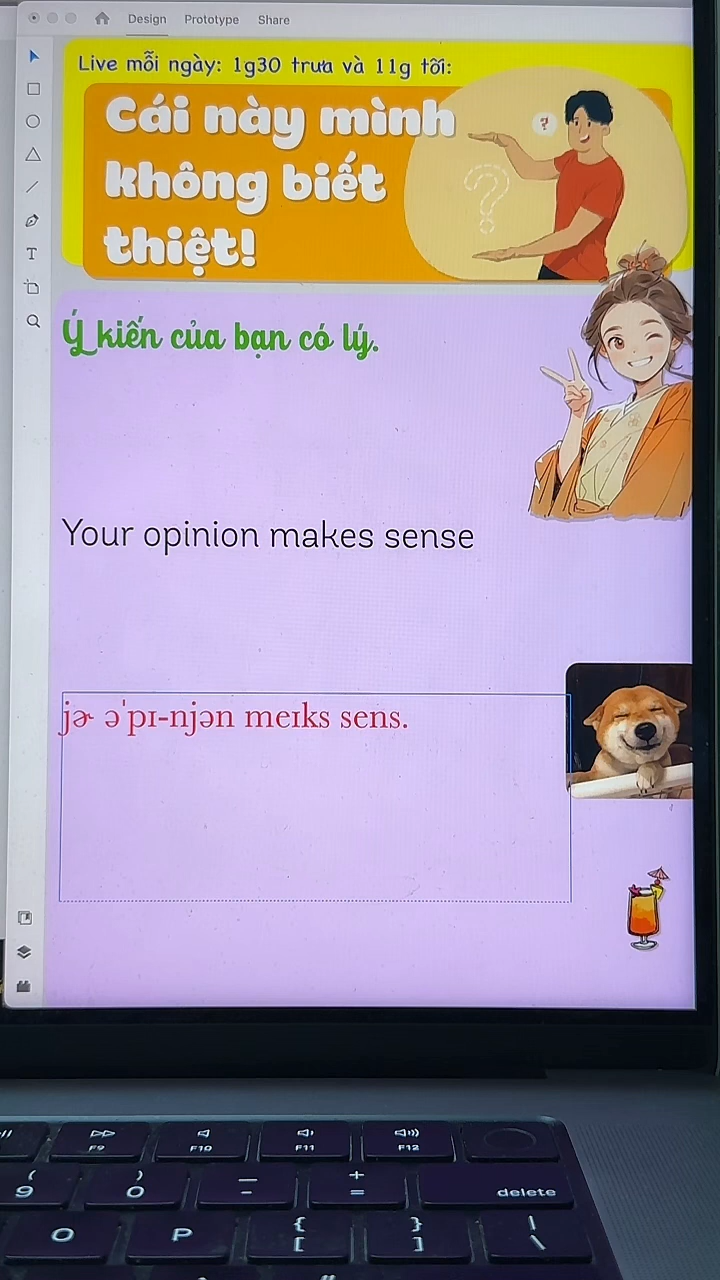 Design Prototype Share
Live mỗi ngày: 1g30 trưa và 11g tối:
Cái này mình
không biết
thiệt!
?
Ý kiến của bạn có lý.
Your opinion makes sense
jɚ ɔˈpɪ-njən meɪks sens.
T
F9 F10 F11 F12
( ) — +
9 0 - = delete
O P { [ } ] | \
"